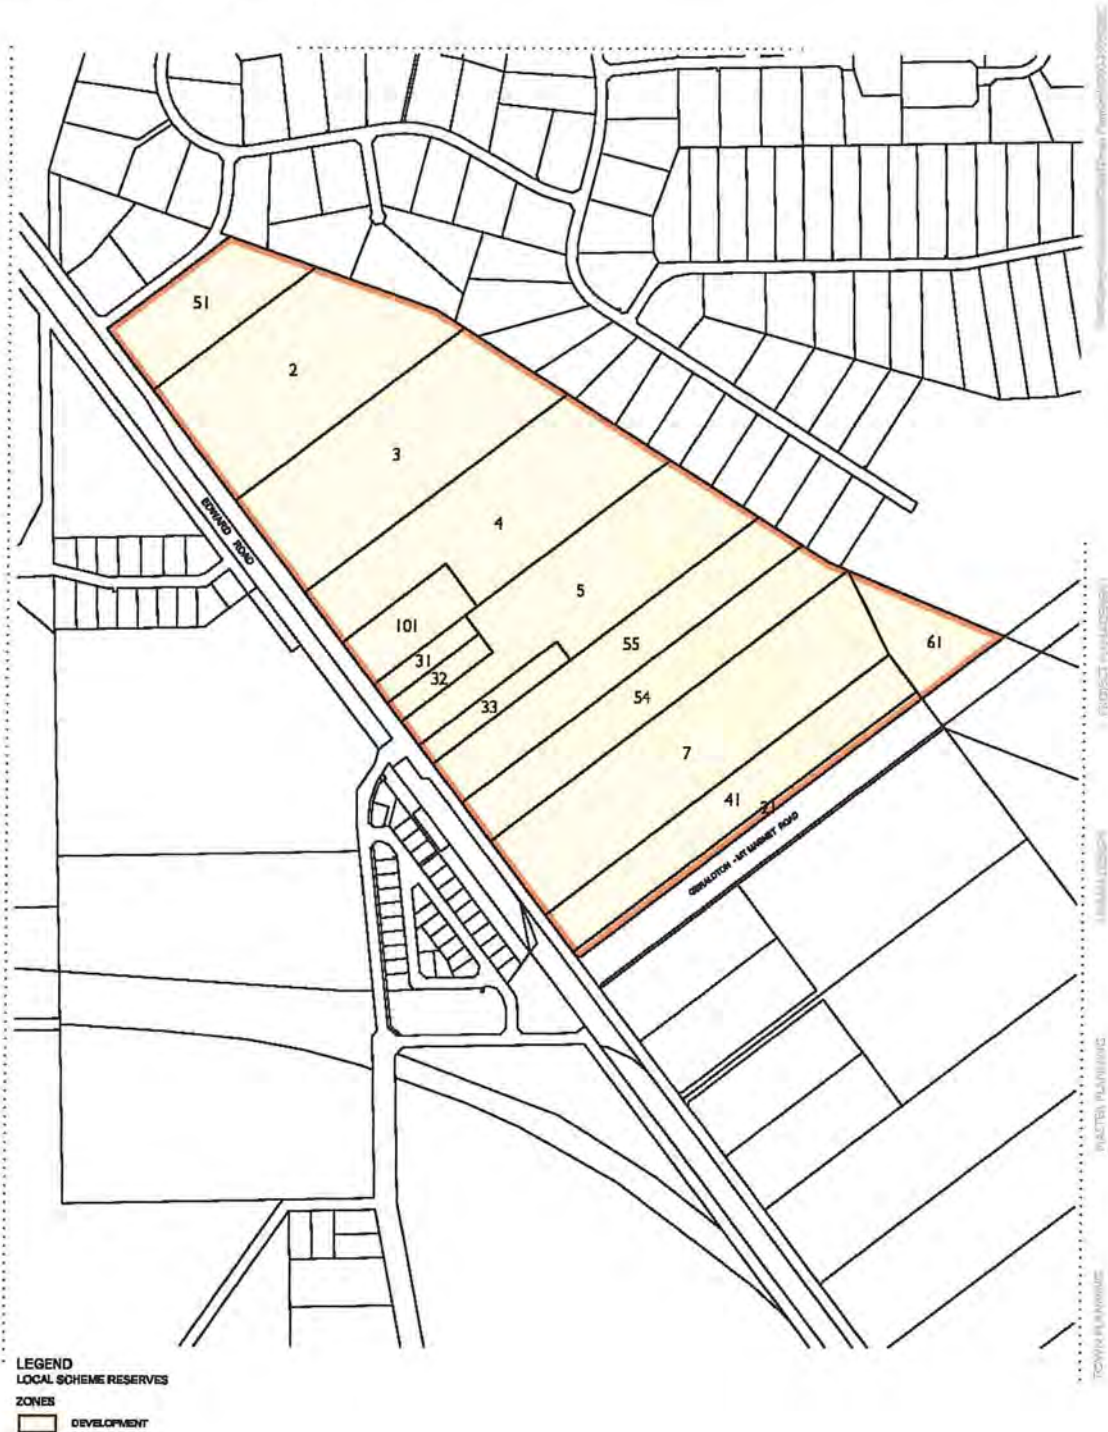 51
2
3
EDWARD ROAD
4
5
101
55
61
31
32
54
33
7
41
21
GERALDTON - MT MAGNET ROAD
PROJECT MANAGEMENT
URBAN DESIGN
MASTER PLANNING
TOWN PLANNING
LEGEND
LOCAL SCHEME RESERVES
ZONES
DEVELOPMENT